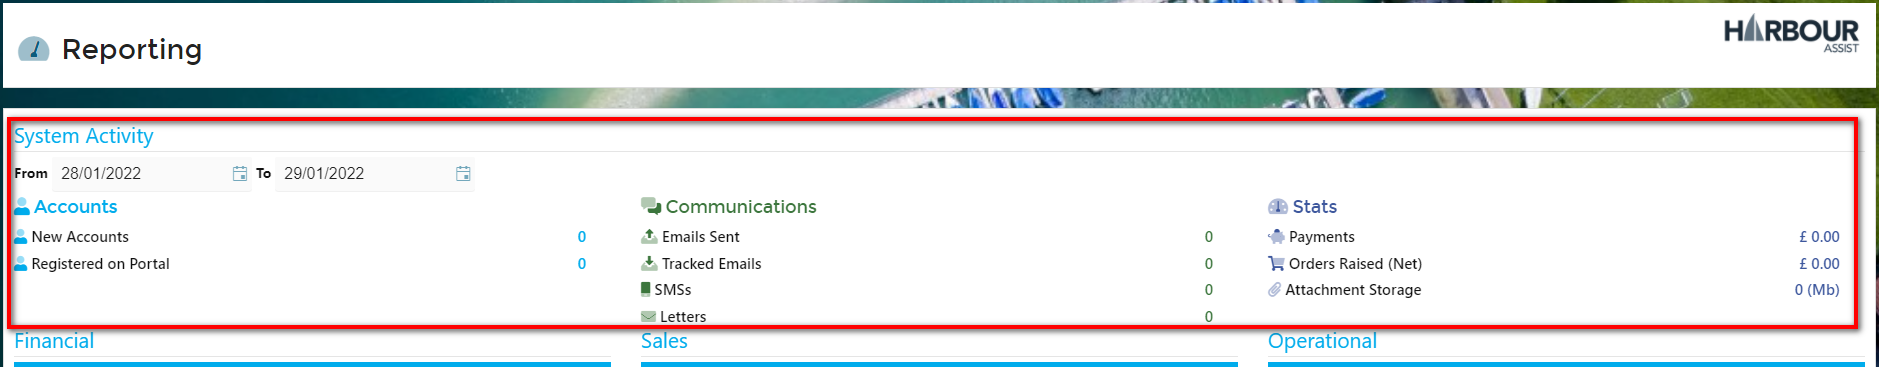 Reporting
HARBOUR
ASSIST
System Activity
From 28/01/2022 To 29/01/2022
Accounts
New Accounts 0
Registered on Portal 0
Communications
Emails Sent 0
Tracked Emails 0
SMSs 0
Letters 0
Stats
Payments £ 0.00
Orders Raised (Net) £ 0.00
Attachment Storage 0 (Mb)
Financial
Sales
Operational